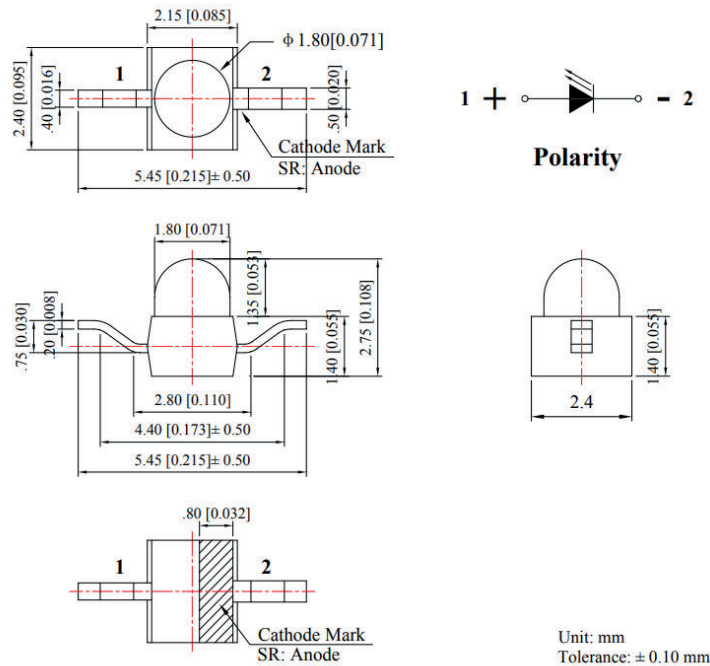 2.15 [0.085]
ϕ 1.80[0.071]
2.40 [0.095]
.40 [0.016]
1
2
.50 [0.020]
Cathode Mark
SR: Anode
5.45 [0.215]± 0.50
1 + - 2
Polarity
1.80 [0.071]
.75 [0.030]
.20 [0.008]
1.35 [0.053]
1.40 [0.055]
2.75 [0.108]
2.80 [0.110]
4.40 [0.173]± 0.50
5.45 [0.215]± 0.50
1.40 [0.055]
2.4
.80 [0.032]
1
2
Cathode Mark
SR: Anode
Unit: mm
Tolerance: ± 0.10 mm